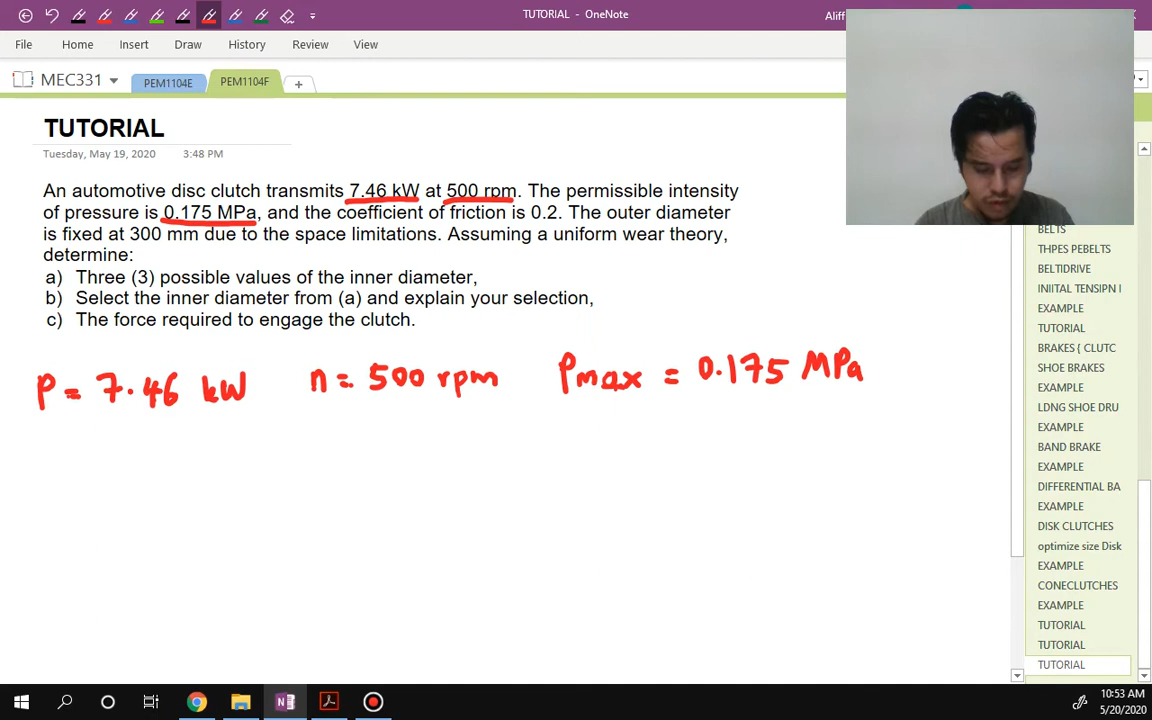 TUTORIAL - OneNote
Aliff
File Home Insert Draw History Review View
MEC331 PEM1104E PEM1104F +
TUTORIAL
Tuesday, May 19, 2020 3:48 PM
An automotive disc clutch transmits 7.46 kW at 500 rpm. The permissible intensity
of pressure is 0.175 MPa, and the coefficient of friction is 0.2. The outer diameter
is fixed at 300 mm due to the space limitations. Assuming a uniform wear theory,
determine:
a) Three (3) possible values of the inner diameter,
b) Select the inner diameter from (a) and explain your selection,
c) The force required to engage the clutch.
P = 7.46 kW n = 500 rpm Pmax = 0.175 MPa
BELTS
THPES PEBELTS
BELTIDRIVE
INIITAL TENSIPN I
EXAMPLE
TUTORIAL
BRAKES { CLUTC
SHOE BRAKES
EXAMPLE
LDNG SHOE DRU
EXAMPLE
BAND BRAKE
EXAMPLE
DIFFERENTIAL BA
EXAMPLE
DISK CLUTCHES
optimize size Disk
EXAMPLE
CONECLUTCHES
EXAMPLE
TUTORIAL
TUTORIAL
TUTORIAL
10:53 AM
5/20/2020